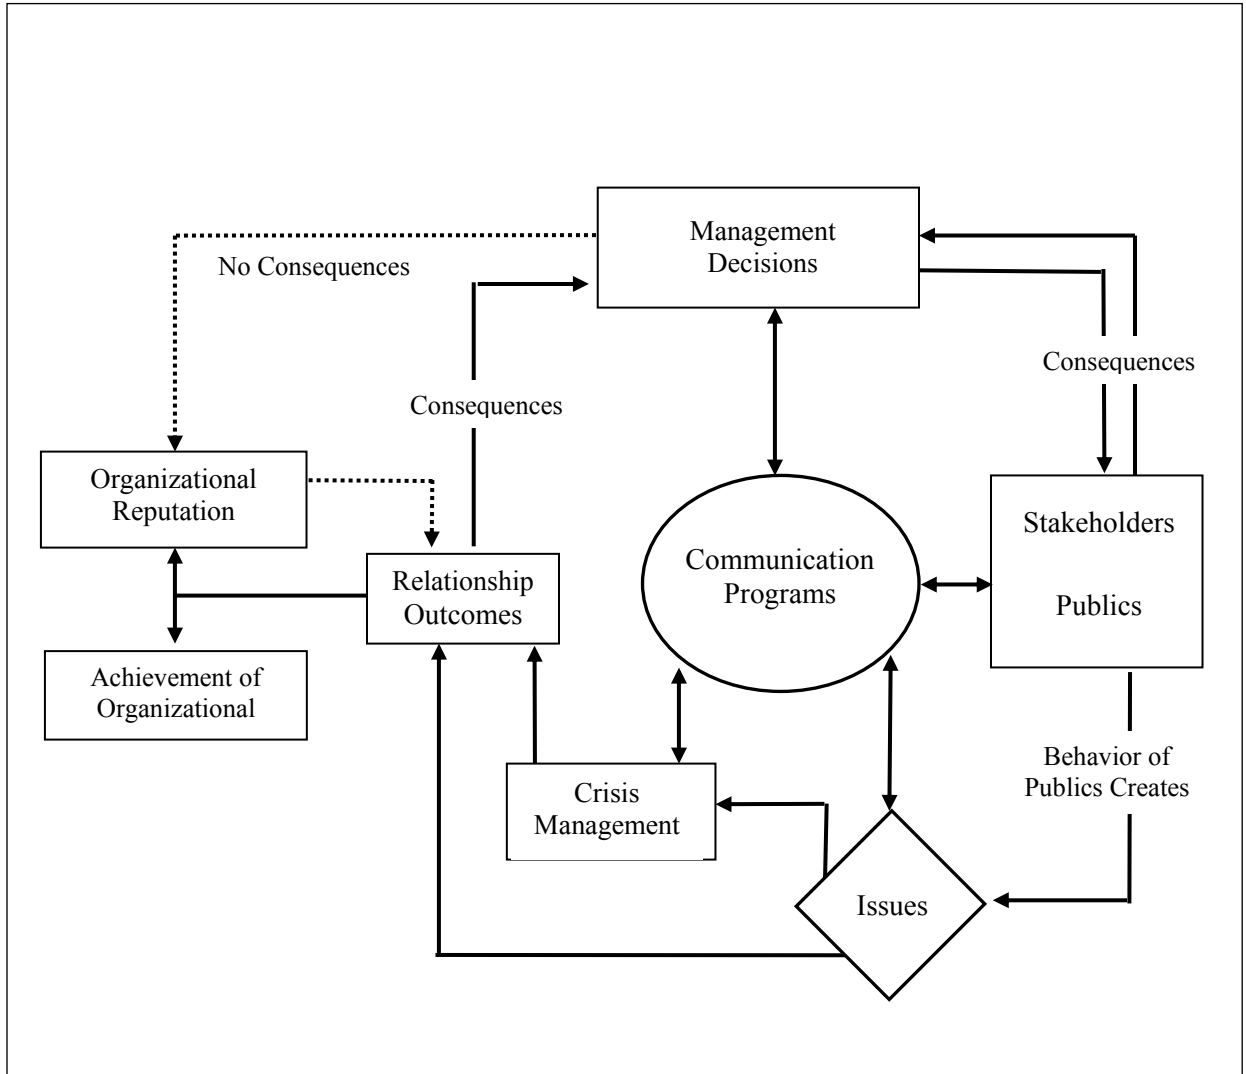 Management
Decisions
No Consequences
Consequences
Consequences
Organizational
Reputation
Stakeholders
Publics
Communication
Programs
Relationship
Outcomes
Achievement of
Organizational
Behavior of
Publics Creates
Crisis
Management
Issues